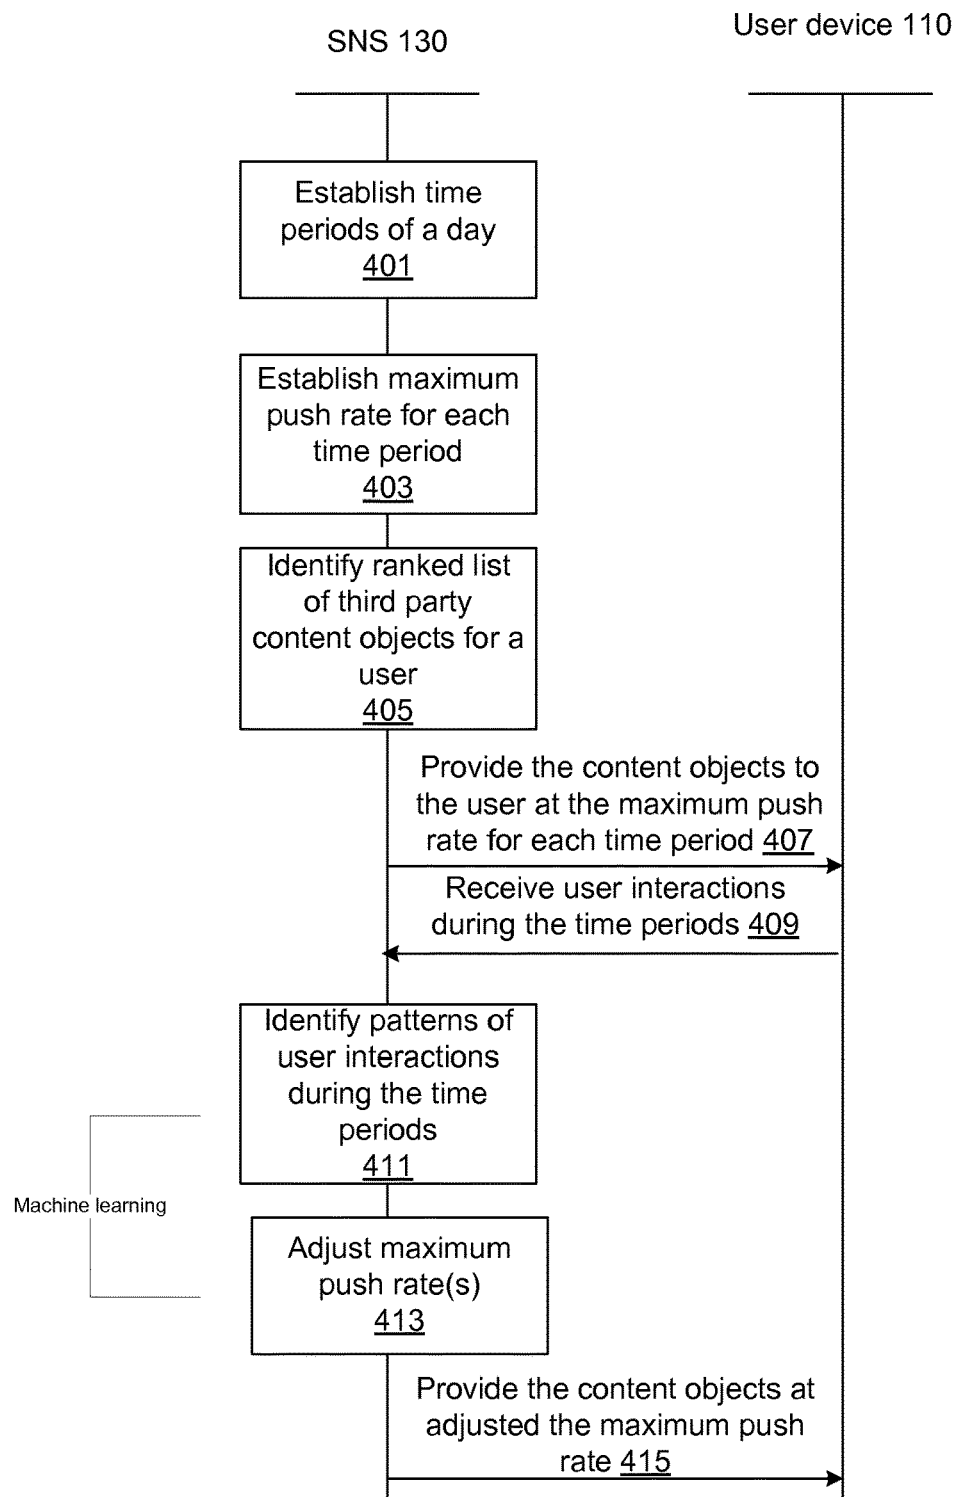 SNS 130
User device 110
Establish time
periods of a day
401
Establish maximum
push rate for each
time period
403
Identify ranked list
of third party
content objects for a
user
405
Provide the content objects to
the user at the maximum push
rate for each time period 407
Receive user interactions
during the time periods 409
Identify patterns of
user interactions
during the time
periods
411
Machine learning
Adjust maximum
push rate(s)
413
Provide the content objects at
adjusted the maximum push
rate 415